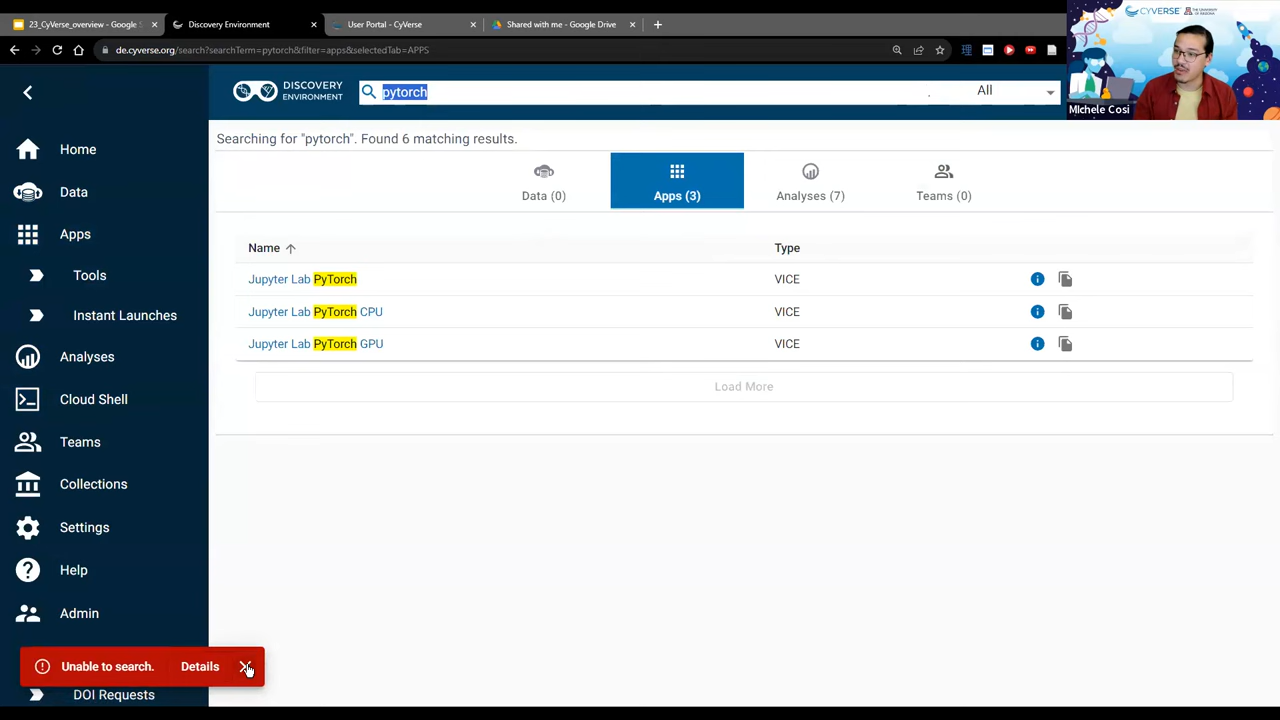 23_CyVerse_overview - Google S
Discovery Environment
User Portal - CyVerse
Shared with me - Google Drive
de.cyverse.org/search?searchTerm=pytorch&filter=apps&selectedTab=APPS
CYVERSE
MIchele Cosi
DISCOVERY
ENVIRONMENT
pytorch
All
Searching for "pytorch". Found 6 matching results.
Data (0)
Apps (3)
Analyses (7)
Teams (0)
Name
Type
Jupyter Lab PyTorch
VICE
Jupyter Lab PyTorch CPU
VICE
Jupyter Lab PyTorch GPU
VICE
Load More
Home
Data
Apps
Tools
Instant Launches
Analyses
Cloud Shell
Teams
Collections
Settings
Help
Admin
Unable to search. Details
DOI Requests